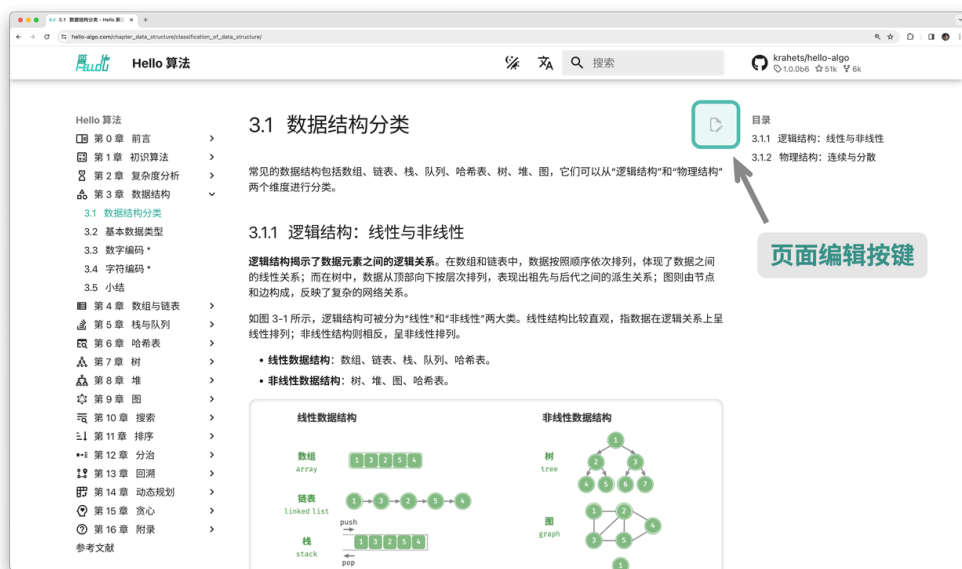 3.1 数据结构分类 - Hello 算法
hello-algo.com/chapter_data_structure/classification_of_data_structure/
Hello 算法
搜索
krahets/hello-algo
1.0.0b6 51k 6k
Hello 算法
第 0 章 前言
第 1 章 初识算法
第 2 章 复杂度分析
第 3 章 数据结构
3.1 数据结构分类
3.2 基本数据类型
3.3 数字编码 *
3.4 字符编码 *
3.5 小结
第 4 章 数组与链表
第 5 章 栈与队列
第 6 章 哈希表
第 7 章 树
第 8 章 堆
第 9 章 图
第 10 章 搜索
第 11 章 排序
第 12 章 分治
第 13 章 回溯
第 14 章 动态规划
第 15 章 贪心
第 16 章 附录
参考文献
3.1 数据结构分类
常见的数据结构包括数组、链表、栈、队列、哈希表、树、堆、图，它们可以从“逻辑结构”和“物理结构”
两个维度进行分类。
3.1.1 逻辑结构：线性与非线性
逻辑结构揭示了数据元素之间的逻辑关系。在数组和链表中，数据按照顺序依次排列，体现了数据之间
的线性关系；而在树中，数据从顶部向下按层次排列，表现出祖先与后代之间的派生关系；图则由节点
和边构成，反映了复杂的网络关系。
如图 3-1 所示，逻辑结构可被分为“线性”和“非线性”两大类。线性结构比较直观，指数据在逻辑关系上呈
线性排列；非线性结构则相反，呈非线性排列。
• 线性数据结构：数组、链表、栈、队列、哈希表。
• 非线性数据结构：树、堆、图、哈希表。
线性数据结构
数组
array
1 3 2 5 4
链表
linked list
1 3 2 5 4
push
栈
stack
1 3 2 5 4
pop
非线性数据结构
树
tree
1
2 3
4 5 6 7
图
graph
1 2
4
3 5
1
目录
3.1.1 逻辑结构：线性与非线性
3.1.2 物理结构：连续与分散
页面编辑按键